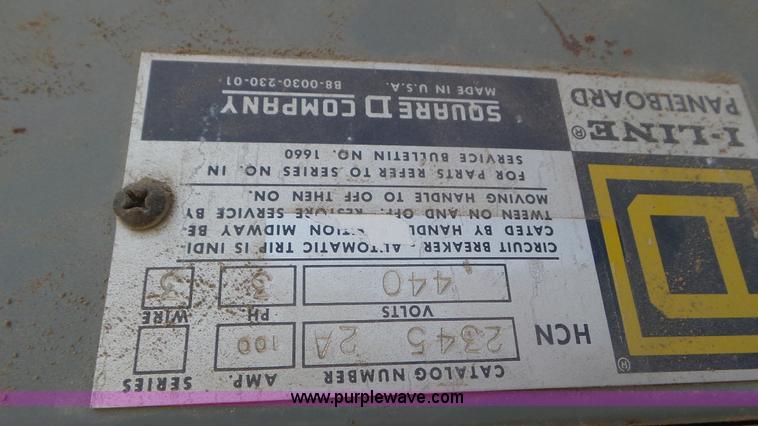 CATALOG NUMBER AMP. SERIES
HCN 2345 2A 100
VOLTS PH. WIRE
440 3 3
CIRCUIT BREAKER - AUTOMATIC TRIP IS INDI-
CATED BY HANDLE POSITION MIDWAY BE-
TWEEN ON AND OFF. RESTORE SERVICE BY
MOVING HANDLE TO OFF THEN ON.
FOR PARTS REFER TO SERIES NO. IN
SERVICE BULLETIN NO. 1660
I-LINE®
PANELBOARD
SQUARE D COMPANY
B8-0030-230-01 MADE IN U.S.A.
D
®
www.purplewave.com